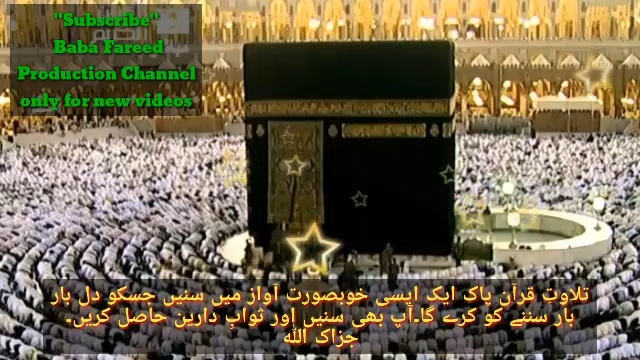 "Subscribe"
Baba Fareed
Production Channel
only for new videos
تلاوتِ قرآن پاک ایک ایسی خوبصورت آواز میں سنیں جسکو دل بار
بار سننے کو کرے گا۔آپ بھی سنیں اور ثوابِ دارین حاصل کریں۔
جزاک اللہ